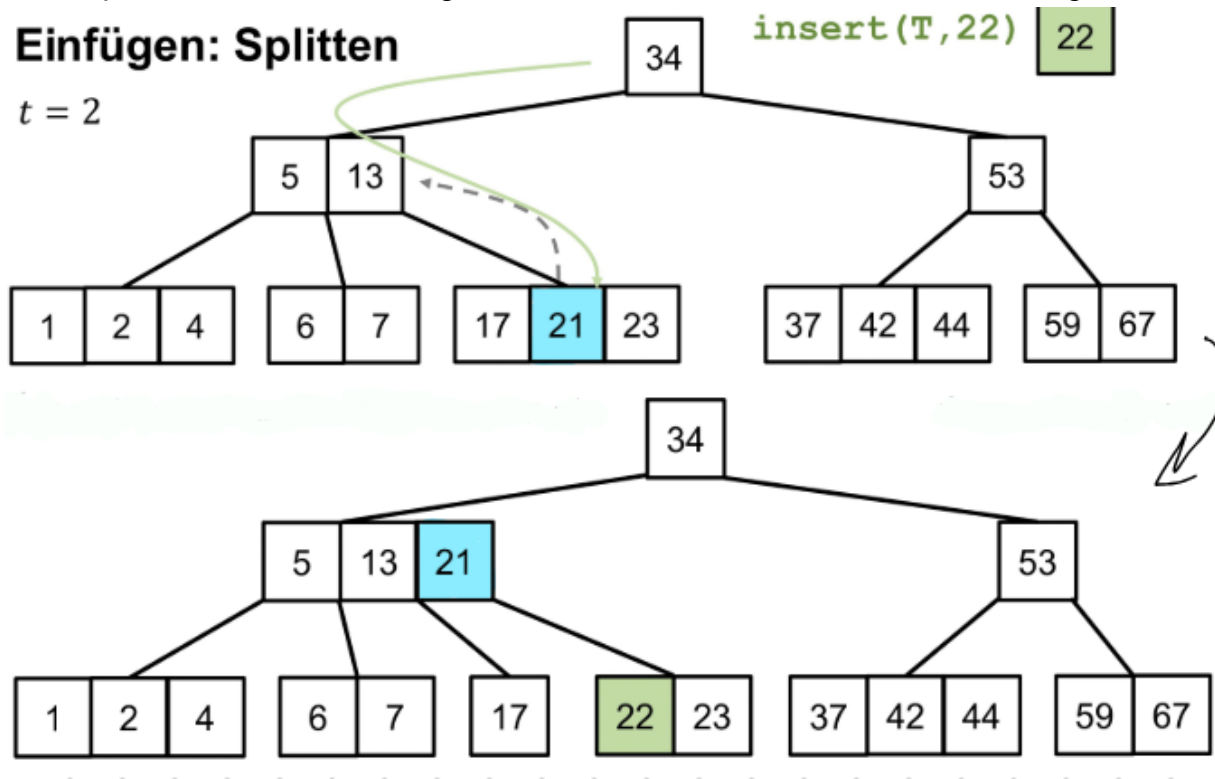 Einfügen: Splitten
insert(T,22) 22
t = 2
34
5 13 53
1 2 4 6 7 17 21 23 37 42 44 59 67
34
5 13 21 53
1 2 4 6 7 17 22 23 37 42 44 59 67